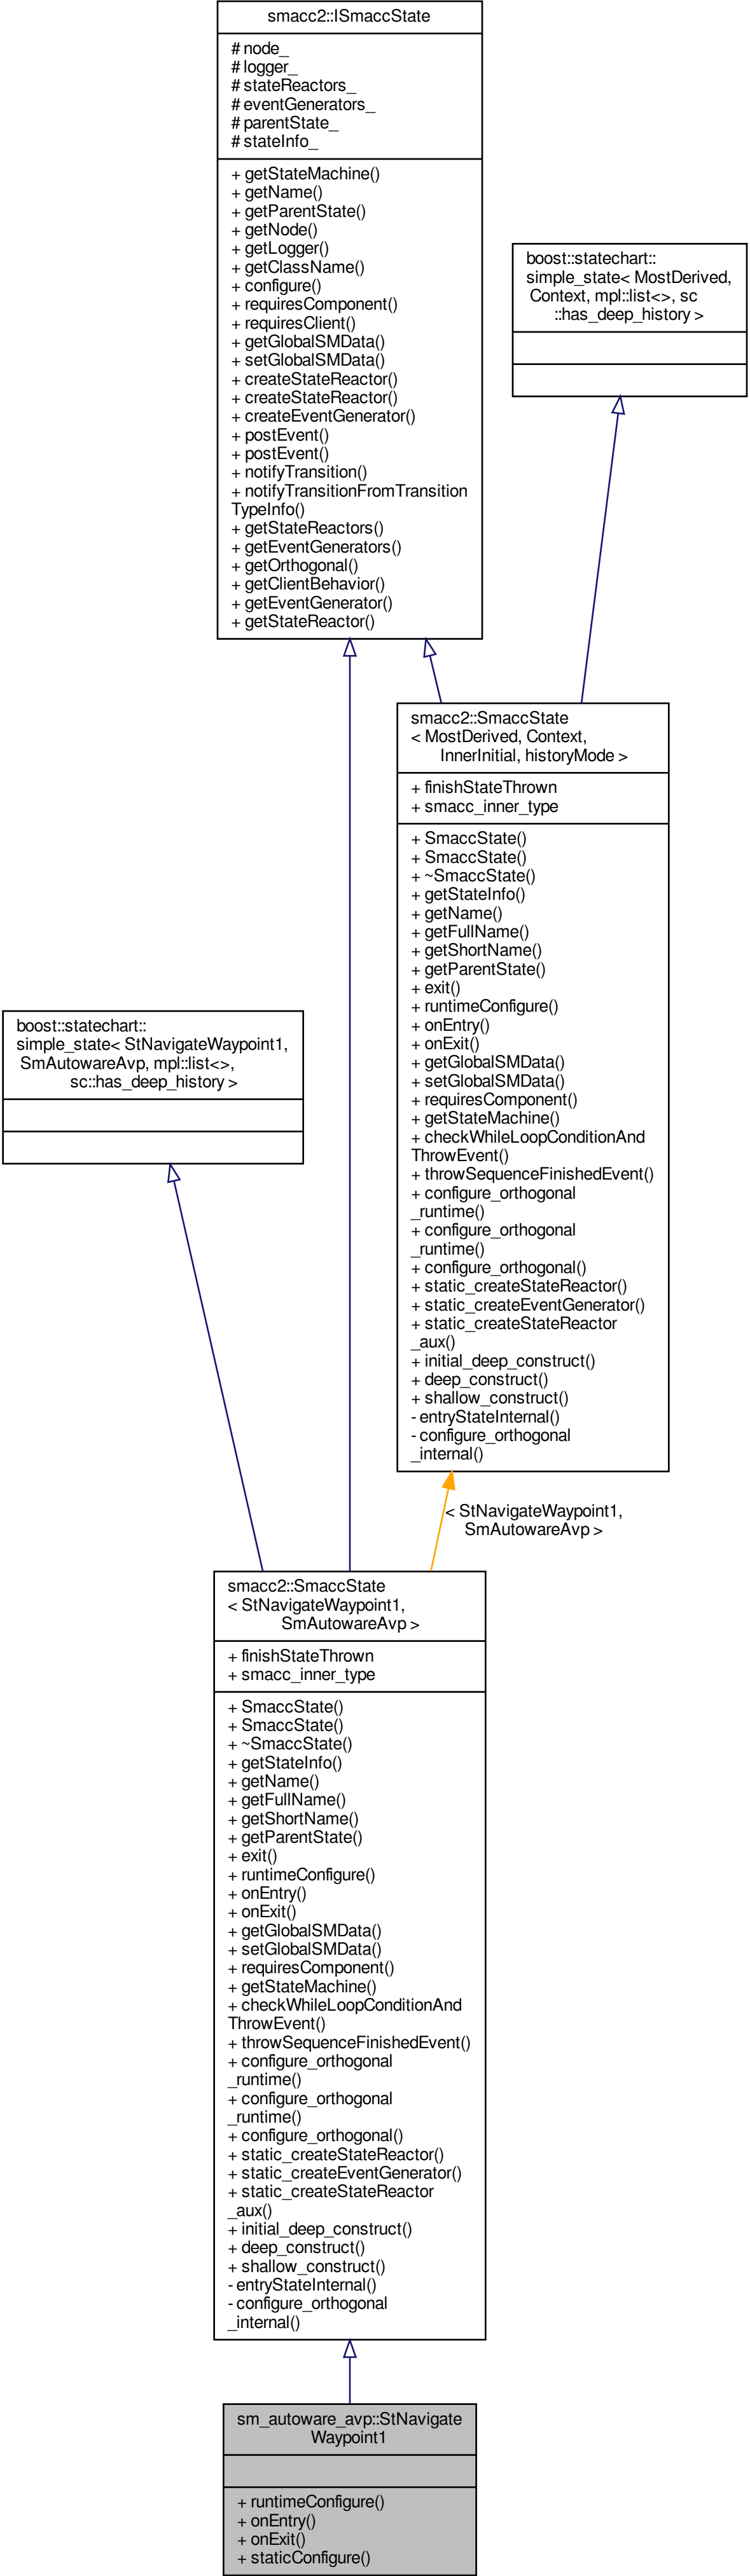 smacc2::ISmaccState
# node_
# logger_
# stateReactors_
# eventGenerators_
# parentState_
# stateInfo_
+ getStateMachine()
+ getName()
+ getParentState()
+ getNode()
+ getLogger()
+ getClassName()
+ configure()
+ requiresComponent()
+ requiresClient()
+ getGlobalSMData()
+ setGlobalSMData()
+ createStateReactor()
+ createStateReactor()
+ createEventGenerator()
+ postEvent()
+ postEvent()
+ notifyTransition()
+ notifyTransitionFromTransition
TypeInfo()
+ getStateReactors()
+ getEventGenerators()
+ getOrthogonal()
+ getClientBehavior()
+ getEventGenerator()
+ getStateReactor()
boost::statechart::
simple_state< MostDerived,
Context, mpl::list<>, sc
::has_deep_history >
smacc2::SmaccState
< MostDerived, Context,
InnerInitial, historyMode >
+ finishStateThrown
+ smacc_inner_type
+ SmaccState()
+ SmaccState()
+ ~SmaccState()
+ getStateInfo()
+ getName()
+ getFullName()
+ getShortName()
+ getParentState()
+ exit()
+ runtimeConfigure()
+ onEntry()
+ onExit()
+ getGlobalSMData()
+ setGlobalSMData()
+ requiresComponent()
+ getStateMachine()
+ checkWhileLoopConditionAnd
ThrowEvent()
+ throwSequenceFinishedEvent()
+ configure_orthogonal
_runtime()
+ configure_orthogonal
_runtime()
+ configure_orthogonal()
+ static_createStateReactor()
+ static_createEventGenerator()
+ static_createStateReactor
_aux()
+ initial_deep_construct()
+ deep_construct()
+ shallow_construct()
- entryStateInternal()
- configure_orthogonal
_internal()
boost::statechart::
simple_state< StNavigateWaypoint1,
SmAutowareAvp, mpl::list<>,
sc::has_deep_history >
< StNavigateWaypoint1,
SmAutowareAvp >
smacc2::SmaccState
< StNavigateWaypoint1,
SmAutowareAvp >
+ finishStateThrown
+ smacc_inner_type
+ SmaccState()
+ SmaccState()
+ ~SmaccState()
+ getStateInfo()
+ getName()
+ getFullName()
+ getShortName()
+ getParentState()
+ exit()
+ runtimeConfigure()
+ onEntry()
+ onExit()
+ getGlobalSMData()
+ setGlobalSMData()
+ requiresComponent()
+ getStateMachine()
+ checkWhileLoopConditionAnd
ThrowEvent()
+ throwSequenceFinishedEvent()
+ configure_orthogonal
_runtime()
+ configure_orthogonal
_runtime()
+ configure_orthogonal()
+ static_createStateReactor()
+ static_createEventGenerator()
+ static_createStateReactor
_aux()
+ initial_deep_construct()
+ deep_construct()
+ shallow_construct()
- entryStateInternal()
- configure_orthogonal
_internal()
sm_autoware_avp::StNavigate
Waypoint1
+ runtimeConfigure()
+ onEntry()
+ onExit()
+ staticConfigure()